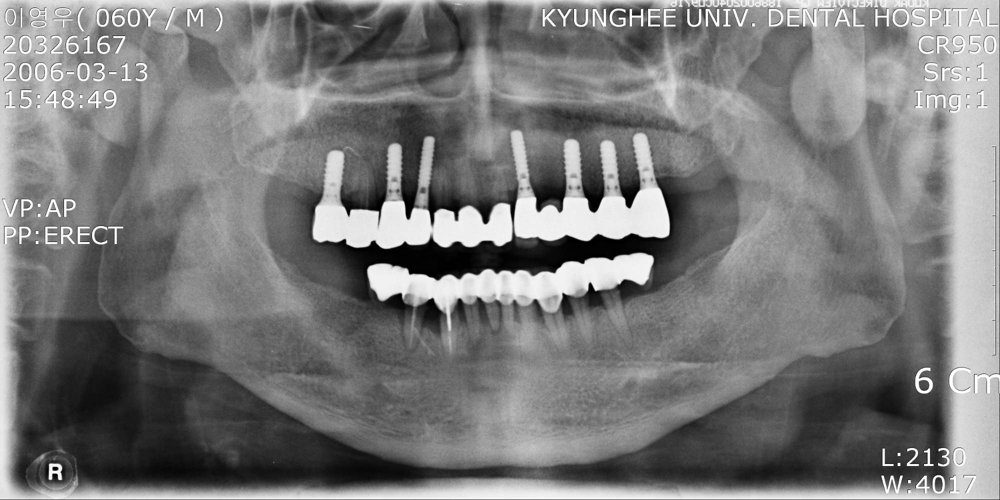 이영우( 060Y / M )
20326167
2006-03-13
15:48:49
VP:AP
PP:ERECT
KYUNGHEE UNIV. DENTAL HOSPITAL
CR950
Srs:1
Img:1
6 Cm
L:2130
W:4017
R